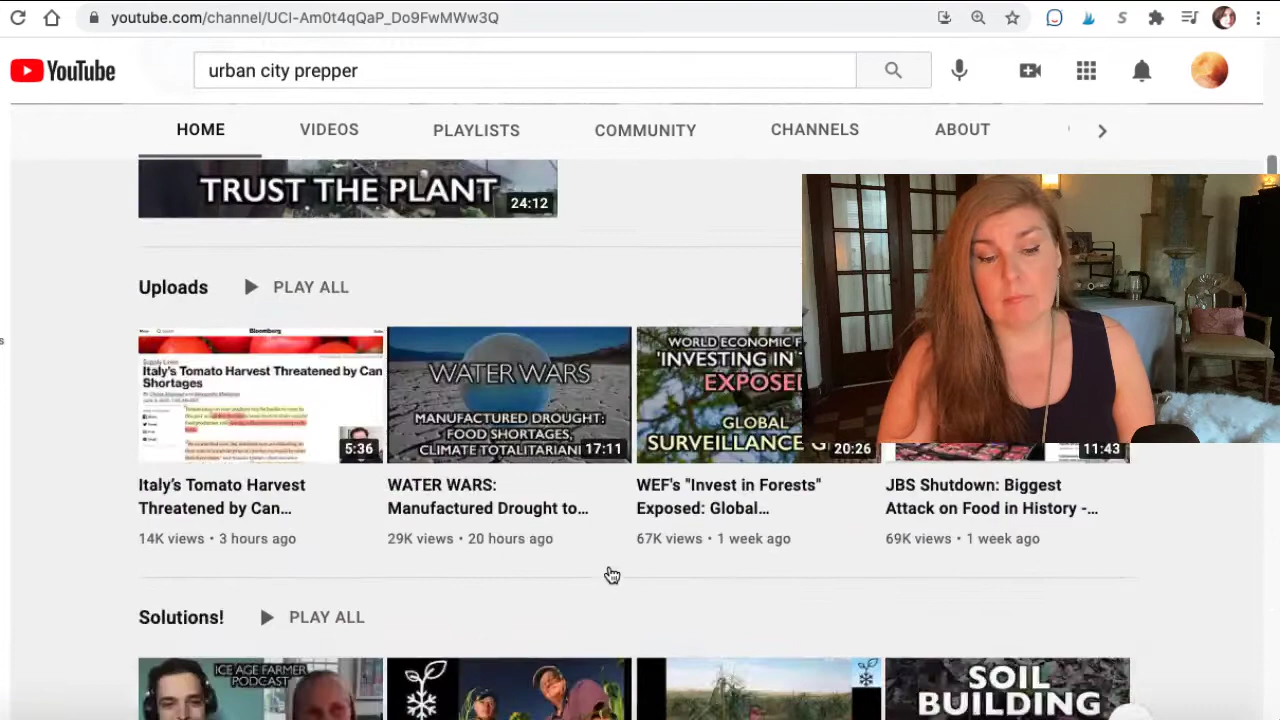 youtube.com/channel/UCI-Am0t4qQaP_Do9FwMWw3Q
YouTube
urban city prepper
HOME VIDEOS PLAYLISTS COMMUNITY CHANNELS ABOUT
TRUST THE PLANT
24:12
Uploads PLAY ALL
Bloomberg
Italy's Tomato Harvest Threatened by Can
Shortages
5:36
WATER WARS
MANUFACTURED DROUGHT:
FOOD SHORTAGES,
CLIMATE TOTALITARIANI
17:11
WORLD ECONOMIC F
'INVESTING IN
EXPOSED
GLOBAL
SURVEILLANCE
20:26
11:43
Italy's Tomato Harvest
Threatened by Can...
14K views • 3 hours ago
WATER WARS:
Manufactured Drought to...
29K views • 20 hours ago
WEF's "Invest in Forests"
Exposed: Global...
67K views • 1 week ago
JBS Shutdown: Biggest
Attack on Food in History -...
69K views • 1 week ago
Solutions! PLAY ALL
ICE AGE FARMER
PODCAST
SOIL
BUILDING